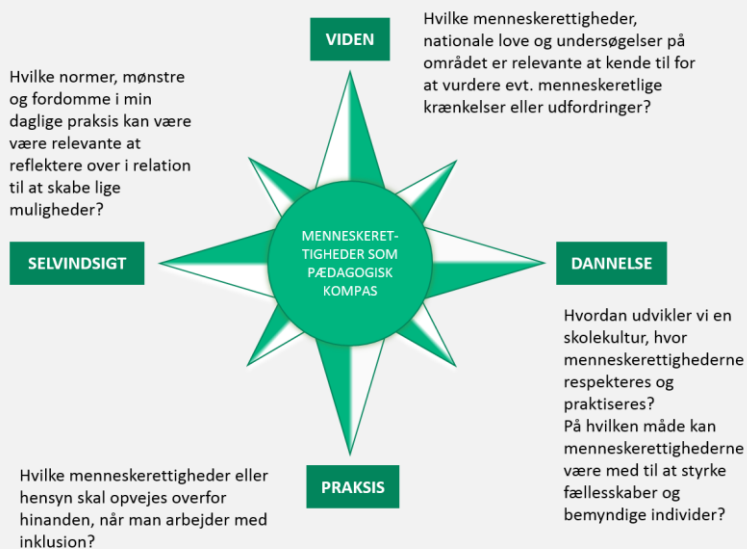 VIDEN
Hvilke menneskerettigheder,
nationale love og undersøgelser på
området er relevante at kende til for
at vurdere evt. menneskeretlige
krænkelser eller udfordringer?
Hvilke normer, mønstre
og fordomme i min
daglige praksis kan være
være relevante at
reflektere over i relation
til at skabe lige
muligheder?
SELVINDSIGT
MENNESKERET-
TIGHEDER SOM
PÆDAGOGISK
KOMPAS
DANNELSE
Hvordan udvikler vi en
skolekultur, hvor
menneskerettighederne
respekteres og
praktiseres?
På hvilken måde kan
menneskerettighederne
være med til at styrke
fællesskaber og
bemyndige individer?
PRAKSIS
Hvilke menneskerettigheder eller
hensyn skal opvejes overfor
hinanden, når man arbejder med
inklusion?